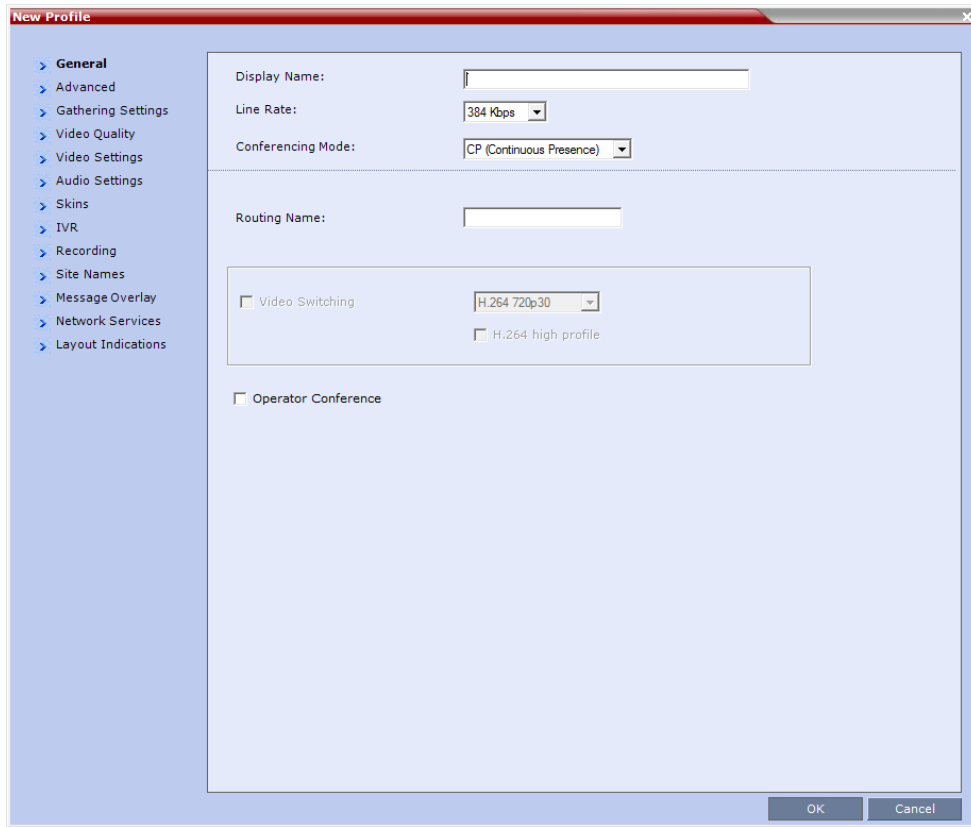 New Profile
General
Advanced
Gathering Settings
Video Quality
Video Settings
Audio Settings
Skins
IVR
Recording
Site Names
Message Overlay
Network Services
Layout Indications
Display Name:
Line Rate: 384 Kbps
Conferencing Mode: CP (Continuous Presence)
Routing Name:
Video Switching H.264 720p30
H.264 high profile
Operator Conference
OK Cancel